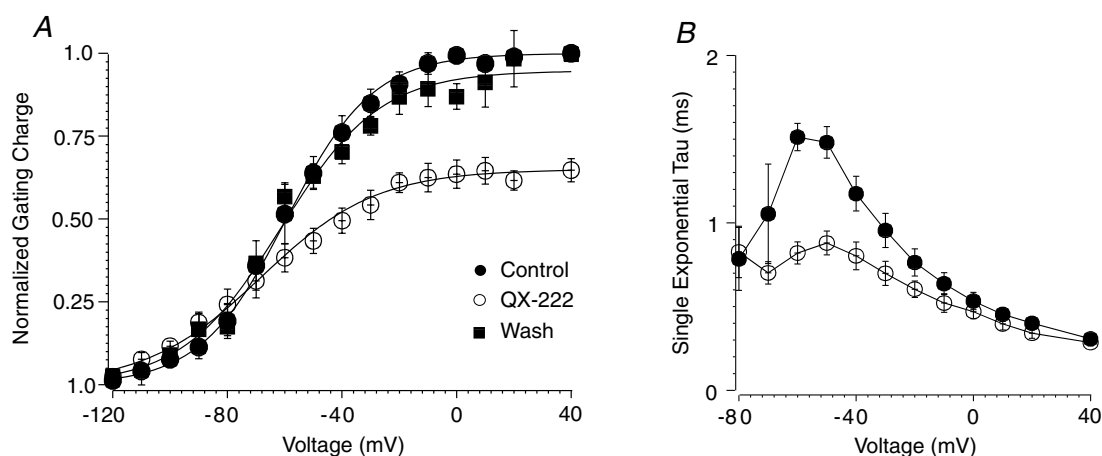 A
Normalized Gating Charge
1.0
0.75
0.50
0.25
1.0
-120
-80
-40
0
40
Voltage (mV)
Control
QX-222
Wash
B
Single Exponential Tau (ms)
2
1
0
-80
-40
0
40
Voltage (mV)